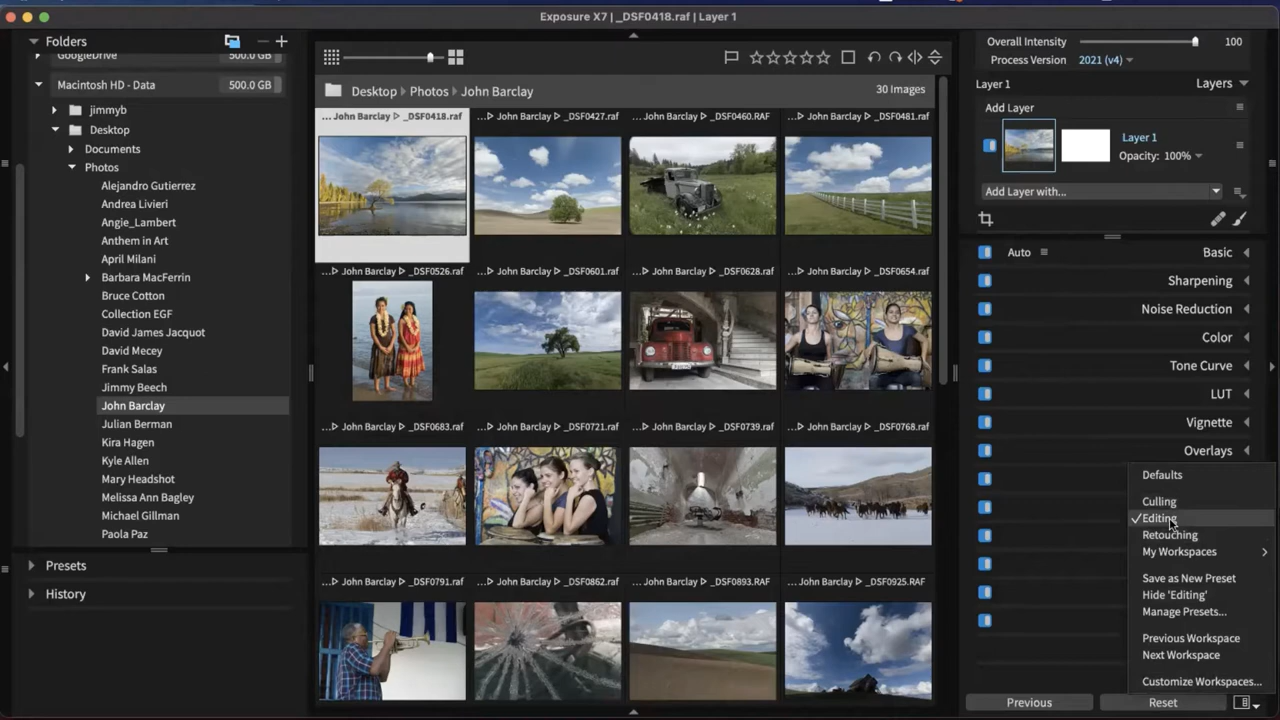 Exposure X7 | _DSF0418.raf | Layer 1
Folders
GoogleDrive 500.0 GB
Macintosh HD - Data 500.0 GB
jimmyb
Desktop
Documents
Photos
Alejandro Gutierrez
Andrea Livieri
Angie_Lambert
Anthem in Art
April Milani
Barbara MacFerrin
Bruce Cotton
Collection EGF
David James Jacquot
David Mecey
Frank Salas
Jimmy Beech
John Barclay
Julian Berman
Kira Hagen
Kyle Allen
Mary Headshot
Melissa Ann Bagley
Michael Gillman
Paola Paz
Presets
History
Desktop Photos John Barclay 30 Images
... John Barclay _DSF0418.raf
... John Barclay _DSF0427.raf
... John Barclay _DSF0460.RAF
... John Barclay _DSF0481.raf
... John Barclay _DSF0526.raf
... John Barclay _DSF0601.raf
... John Barclay _DSF0628.raf
... John Barclay _DSF0654.raf
... John Barclay _DSF0683.raf
... John Barclay _DSF0721.raf
... John Barclay _DSF0739.raf
... John Barclay _DSF0768.raf
... John Barclay _DSF0791.raf
... John Barclay _DSF0862.raf
... John Barclay _DSF0893.RAF
... John Barclay _DSF0925.RAF
Overall Intensity 100
Process Version 2021 (v4)
Layer 1 Layers
Add Layer
Layer 1
Opacity: 100%
Add Layer with...
Auto Basic
Sharpening
Noise Reduction
Color
Tone Curve
LUT
Vignette
Overlays
Defaults
Culling
Editing
Retouching
My Workspaces
Save as New Preset
Hide 'Editing'
Manage Presets...
Previous Workspace
Next Workspace
Customize Workspaces...
Previous Reset